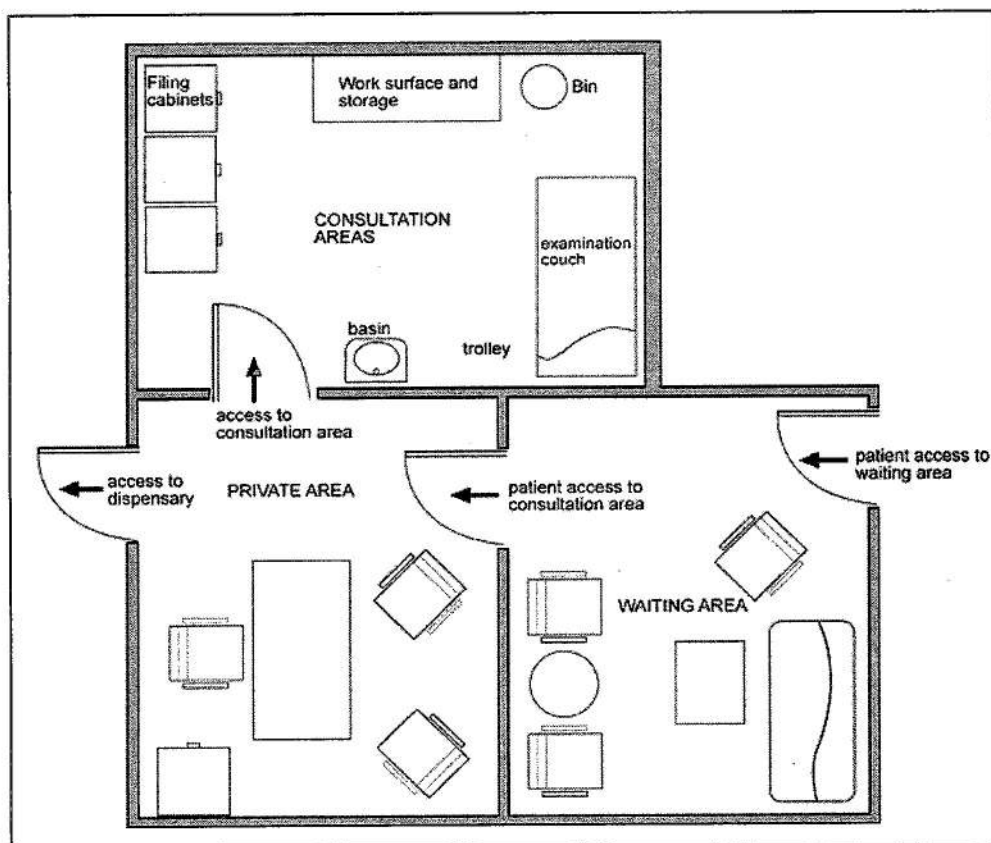 Filing
cabinets
Work surface and
storage
Bin
CONSULTATION
AREAS
examination
couch
basin
trolley
access to
consultation area
access to
dispensary
PRIVATE AREA
patient access to
consultation area
patient access to
waiting area
WAITING AREA